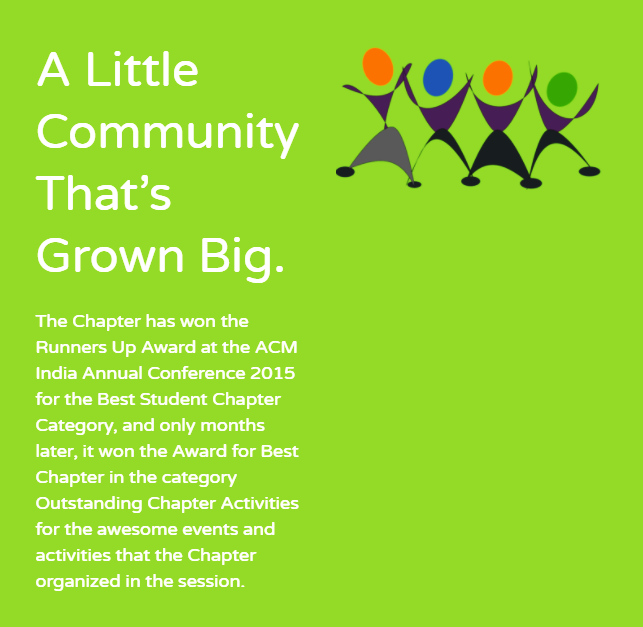 A Little
Community
That’s
Grown Big.
The Chapter has won the
Runners Up Award at the ACM
India Annual Conference 2015
for the Best Student Chapter
Category, and only months
later, it won the Award for Best
Chapter in the category
Outstanding Chapter Activities
for the awesome events and
activities that the Chapter
organized in the session.